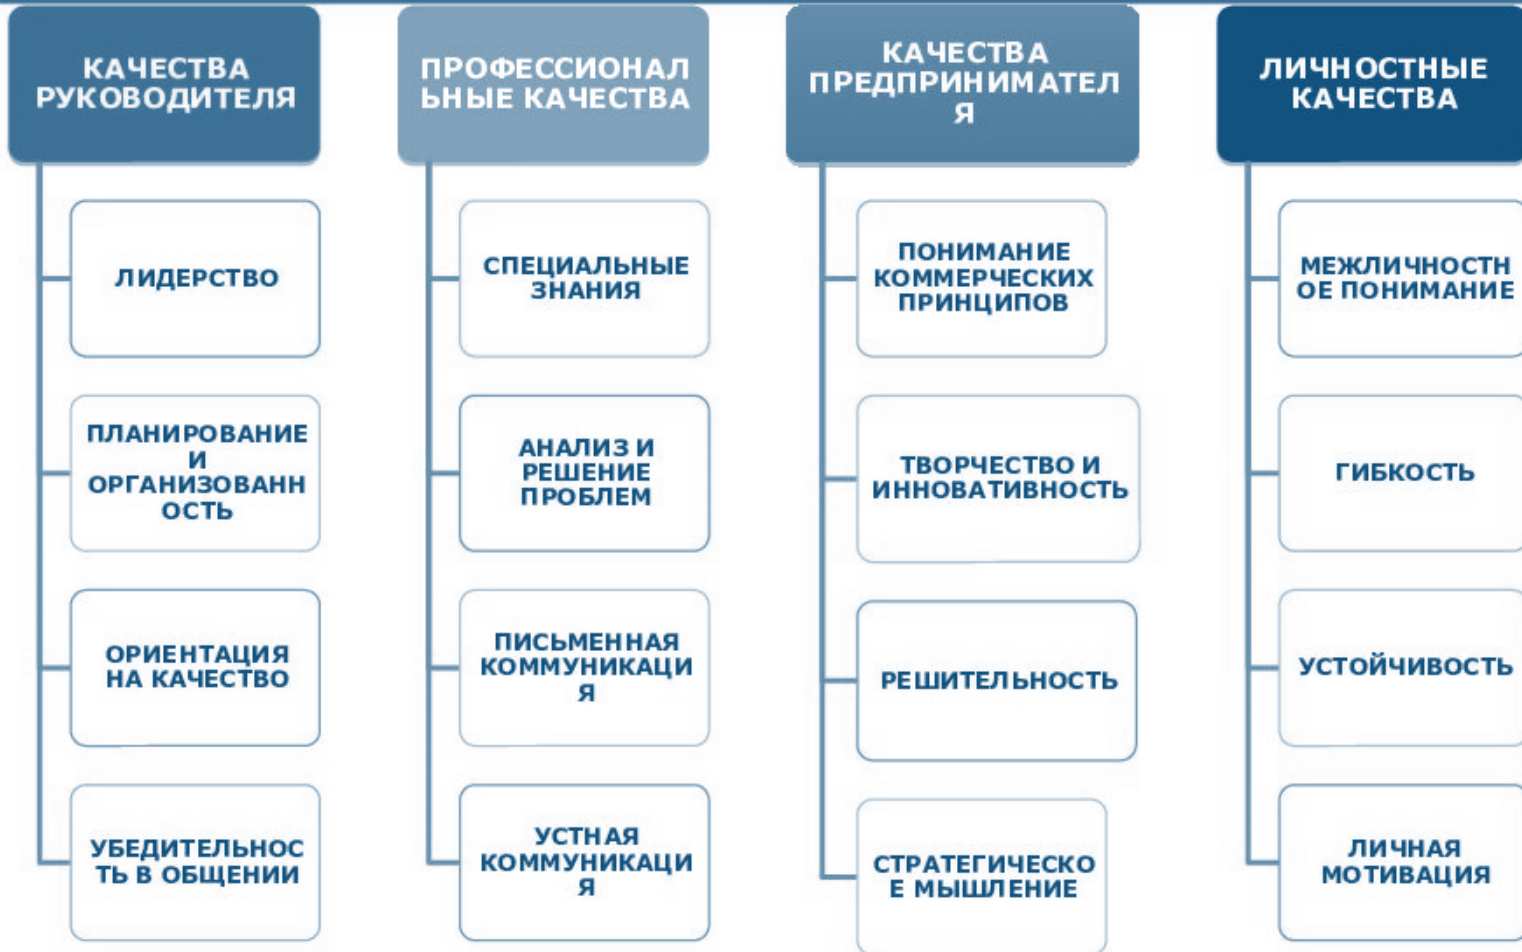 КАЧЕСТВА
РУКОВОДИТЕЛЯ
ЛИДЕРСТВО
ПЛАНИРОВАНИЕ
И
ОРГАНИЗОВАНН
ОСТЬ
ОРИЕНТАЦИЯ
НА КАЧЕСТВО
УБЕДИТЕЛЬНОС
ТЬ В ОБЩЕНИИ
ПРОФЕССИОНАЛ
ЬНЫЕ КАЧЕСТВА
СПЕЦИАЛЬНЫЕ
ЗНАНИЯ
АНАЛИЗ И
РЕШЕНИЕ
ПРОБЛЕМ
ПИСЬМЕННАЯ
КОММУНИКАЦИ
Я
УСТНАЯ
КОММУНИКАЦИ
Я
КАЧЕСТВА
ПРЕДПРИНИМАТЕЛ
Я
ПОНИМАНИЕ
КОММЕРЧЕСКИХ
ПРИНЦИПОВ
ТВОРЧЕСТВО И
ИННОВАТИВНОСТЬ
РЕШИТЕЛЬНОСТЬ
СТРАТЕГИЧЕСКО
Е МЫШЛЕНИЕ
ЛИЧНОСТНЫЕ
КАЧЕСТВА
МЕЖЛИЧНОСТН
ОЕ ПОНИМАНИЕ
ГИБКОСТЬ
УСТОЙЧИВОСТЬ
ЛИЧНАЯ
МОТИВАЦИЯ